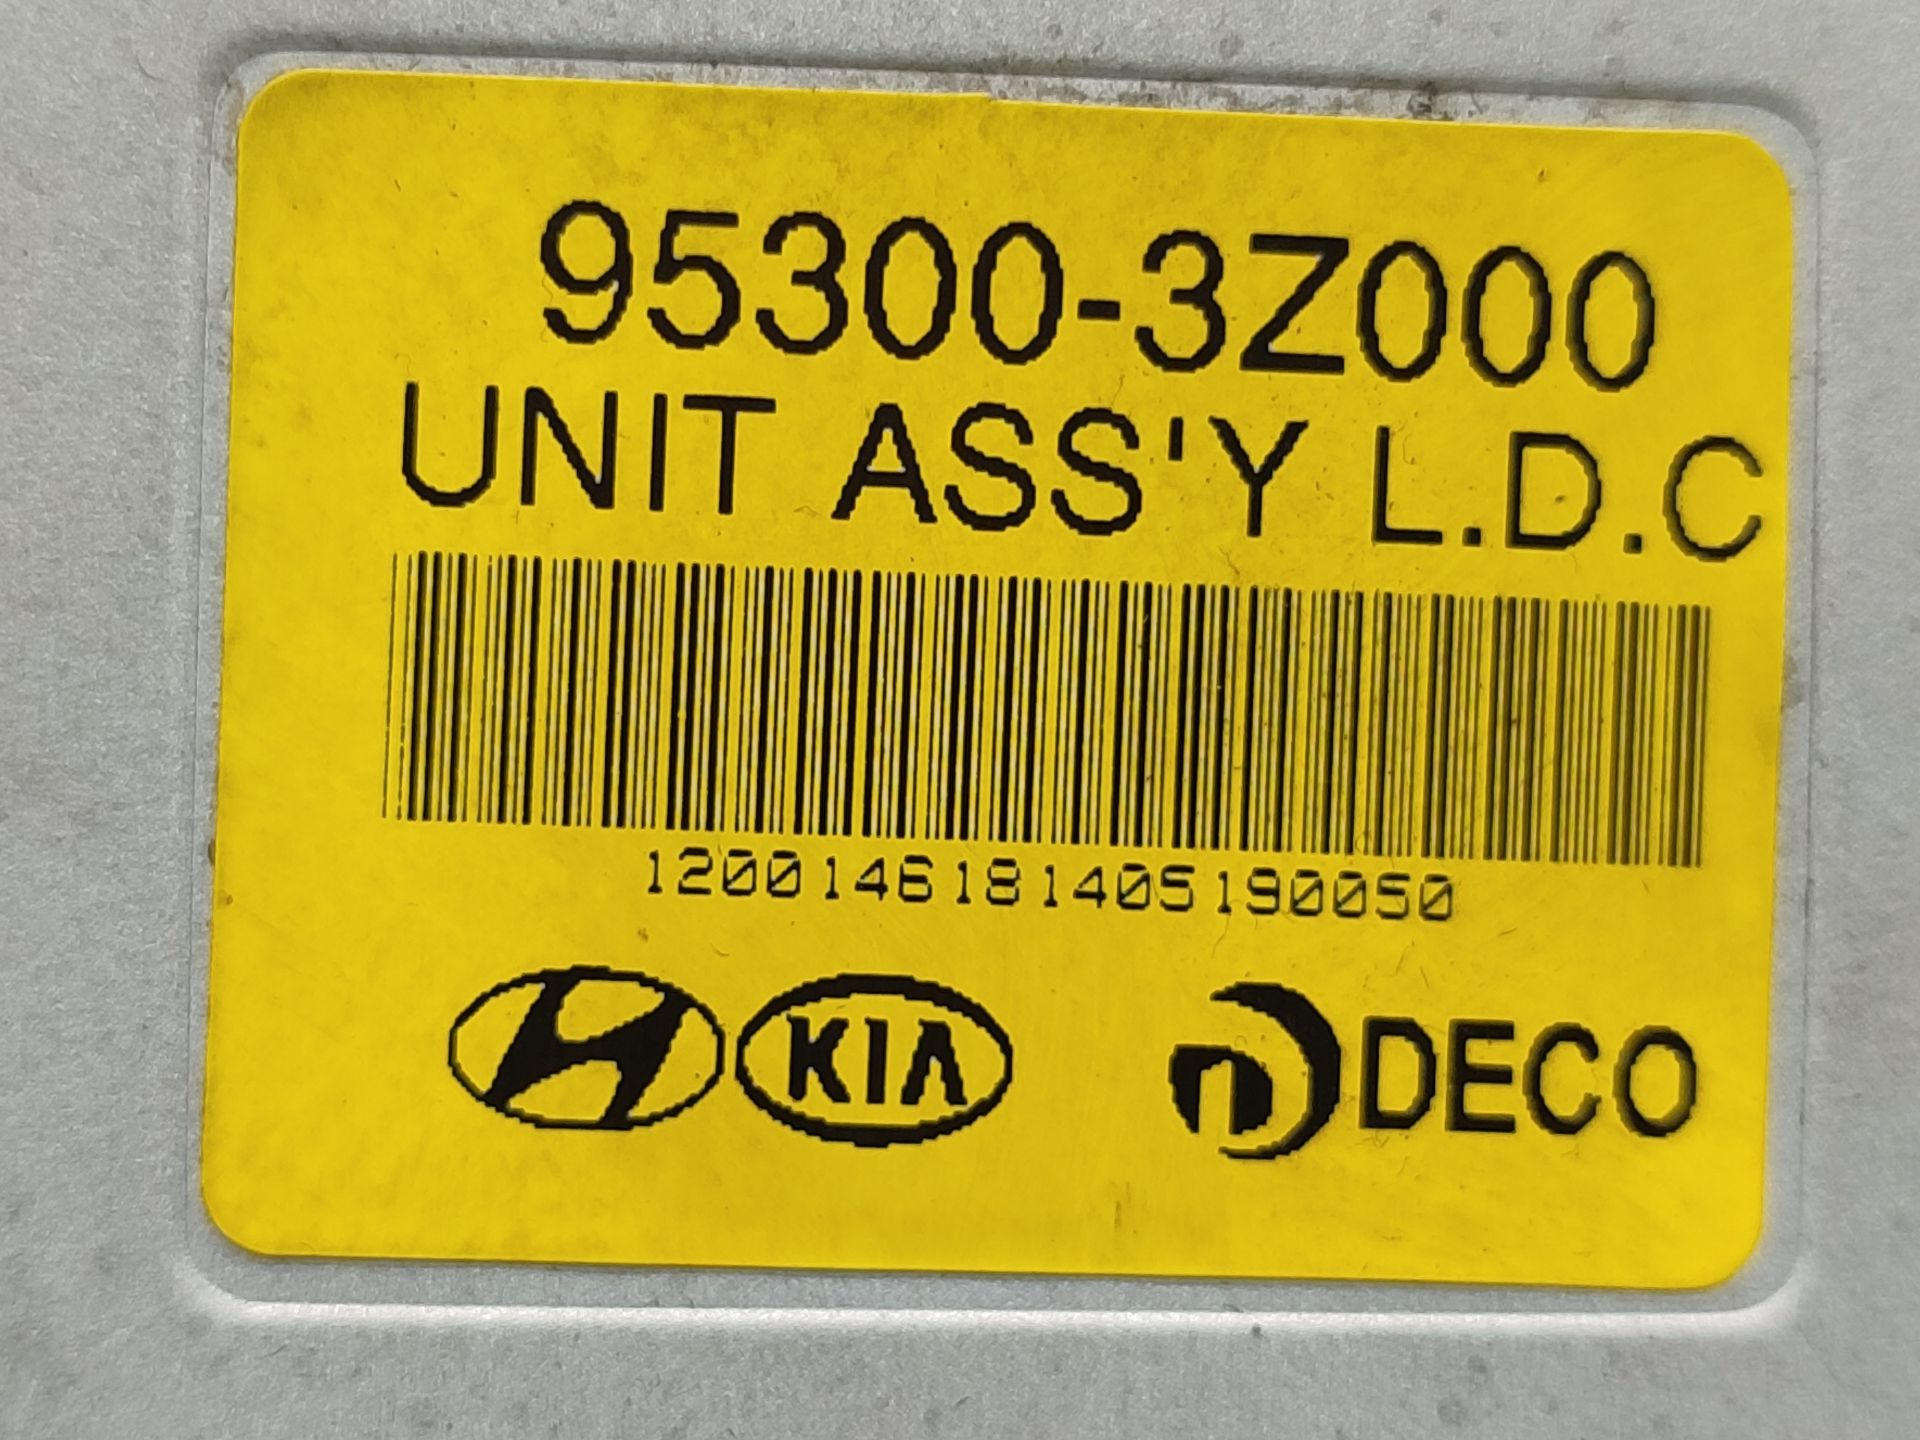 95300-3Z000
UNIT ASS'Y L.D.C
1200146181405190050
KIA DECO